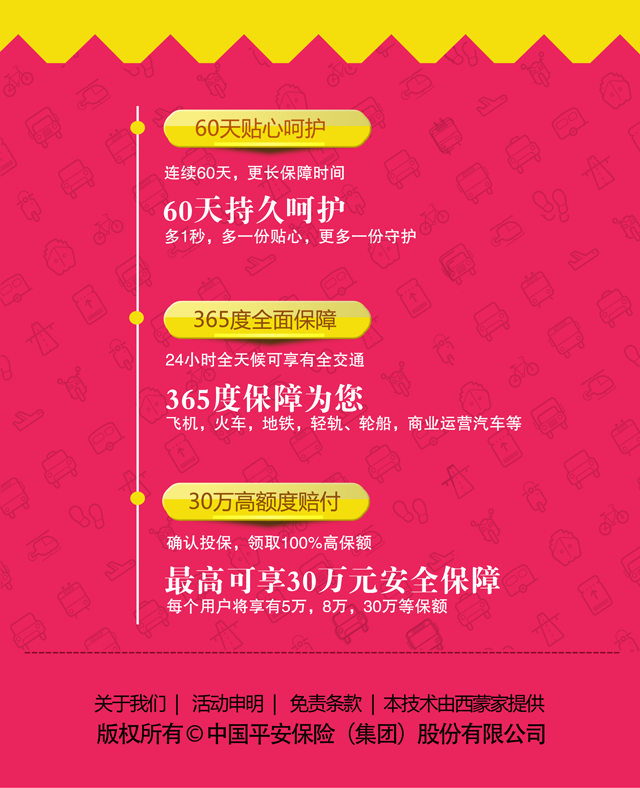 60天贴心呵护
连续60天，更长保障时间
60天持久呵护
多1秒，多一份贴心，更多一份守护
365度全面保障
24小时全天候可享有全交通
365度保障为您
飞机，火车，地铁，轻轨、轮船，商业运营汽车等
30万高额度赔付
确认投保，领取100%高保额
最高可享30万元安全保障
每个用户将享有5万，8万，30万等保额
关于我们 | 活动申明 | 免责条款 | 本技术由西蒙家提供
版权所有©中国平安保险（集团）股份有限公司